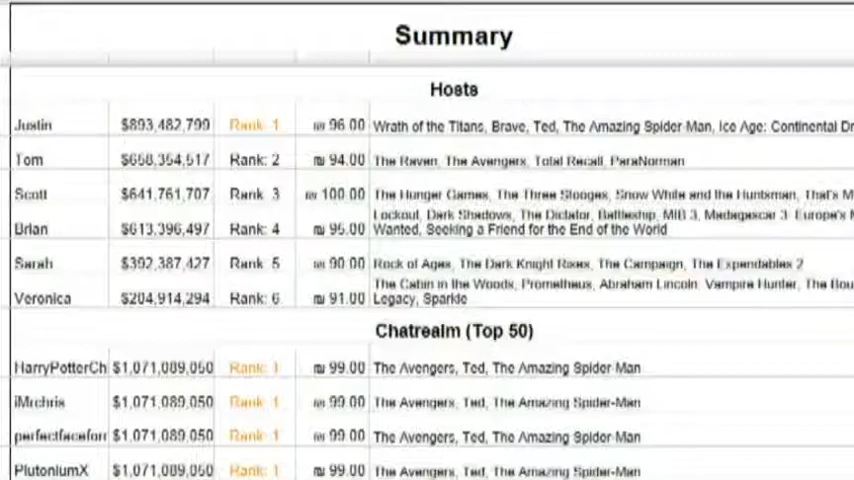 Summary
Hosts
Justin $893,482,799 Rank: 1 ₪ 96.00 Wrath of the Titans, Brave, Ted, The Amazing Spider-Man, Ice Age: Continental Dr
Tom $658,354,517 Rank: 2 ₪ 94.00 The Raven, The Avengers, Total Recall, ParaNorman
Scott $641,761,707 Rank: 3 ₪ 100.00 The Hunger Games, The Three Stooges, Snow White and the Huntsman, That's M
Lockout, Dark Shadows, The Dictator, Battleship, MIB 3, Madagascar 3: Europe's M
Brian $613,396,497 Rank: 4 ₪ 95.00 Wanted, Seeking a Friend for the End of the World
Sarah $392,387,427 Rank: 5 ₪ 90.00 Rock of Ages, The Dark Knight Rises, The Campaign, The Expendables 2
The Cabin in the Woods, Prometheus, Abraham Lincoln: Vampire Hunter, The Bou
Veronica $204,914,294 Rank: 6 ₪ 91.00 Legacy, Sparkle
Chatrealm (Top 50)
HarryPotterCh $1,071,089,050 Rank: 1 ₪ 99.00 The Avengers, Ted, The Amazing Spider-Man
iMrchris $1,071,089,050 Rank: 1 ₪ 99.00 The Avengers, Ted, The Amazing Spider-Man
perfectfacefort $1,071,089,050 Rank: 1 ₪ 99.00 The Avengers, Ted, The Amazing Spider-Man
PlutoniumX $1,071,089,050 Rank: 1 ₪ 99.00 The Avengers, Ted, The Amazing Spider-Man